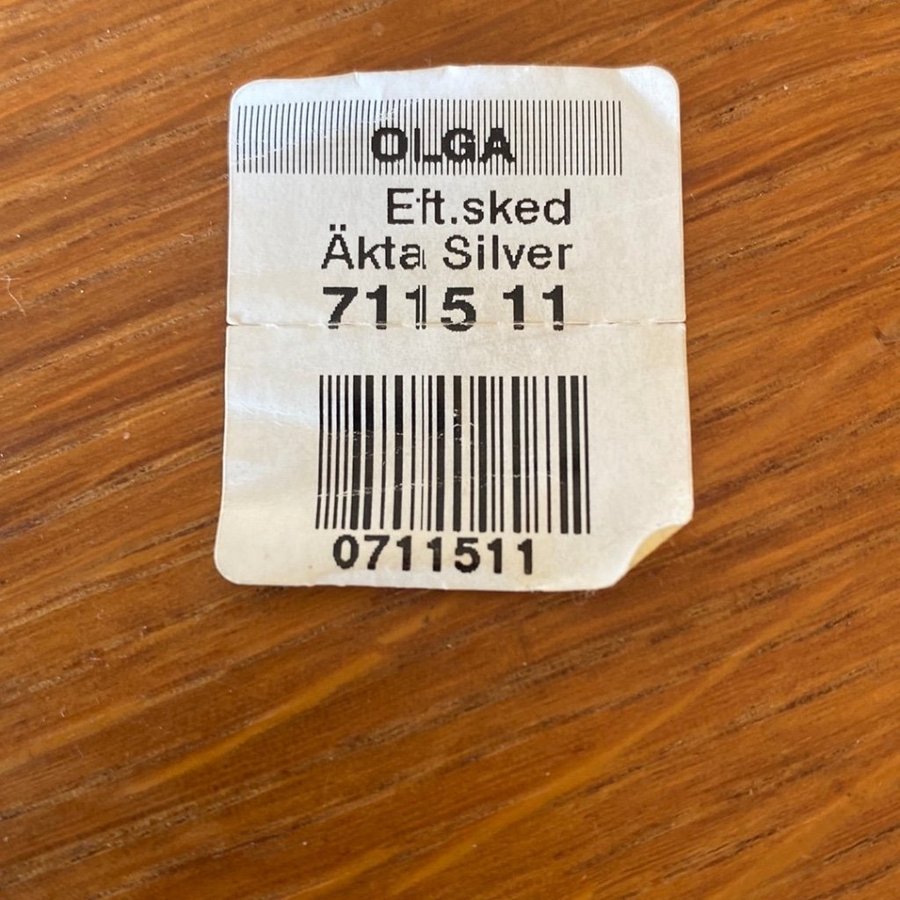 OLGA
Eft.sked
Äkta Silver
7115 11
0711511